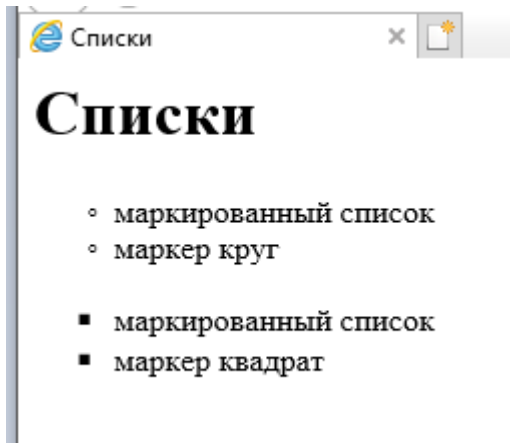 Списки
Списки
маркированный список
маркер круг
маркированный список
маркер квадрат